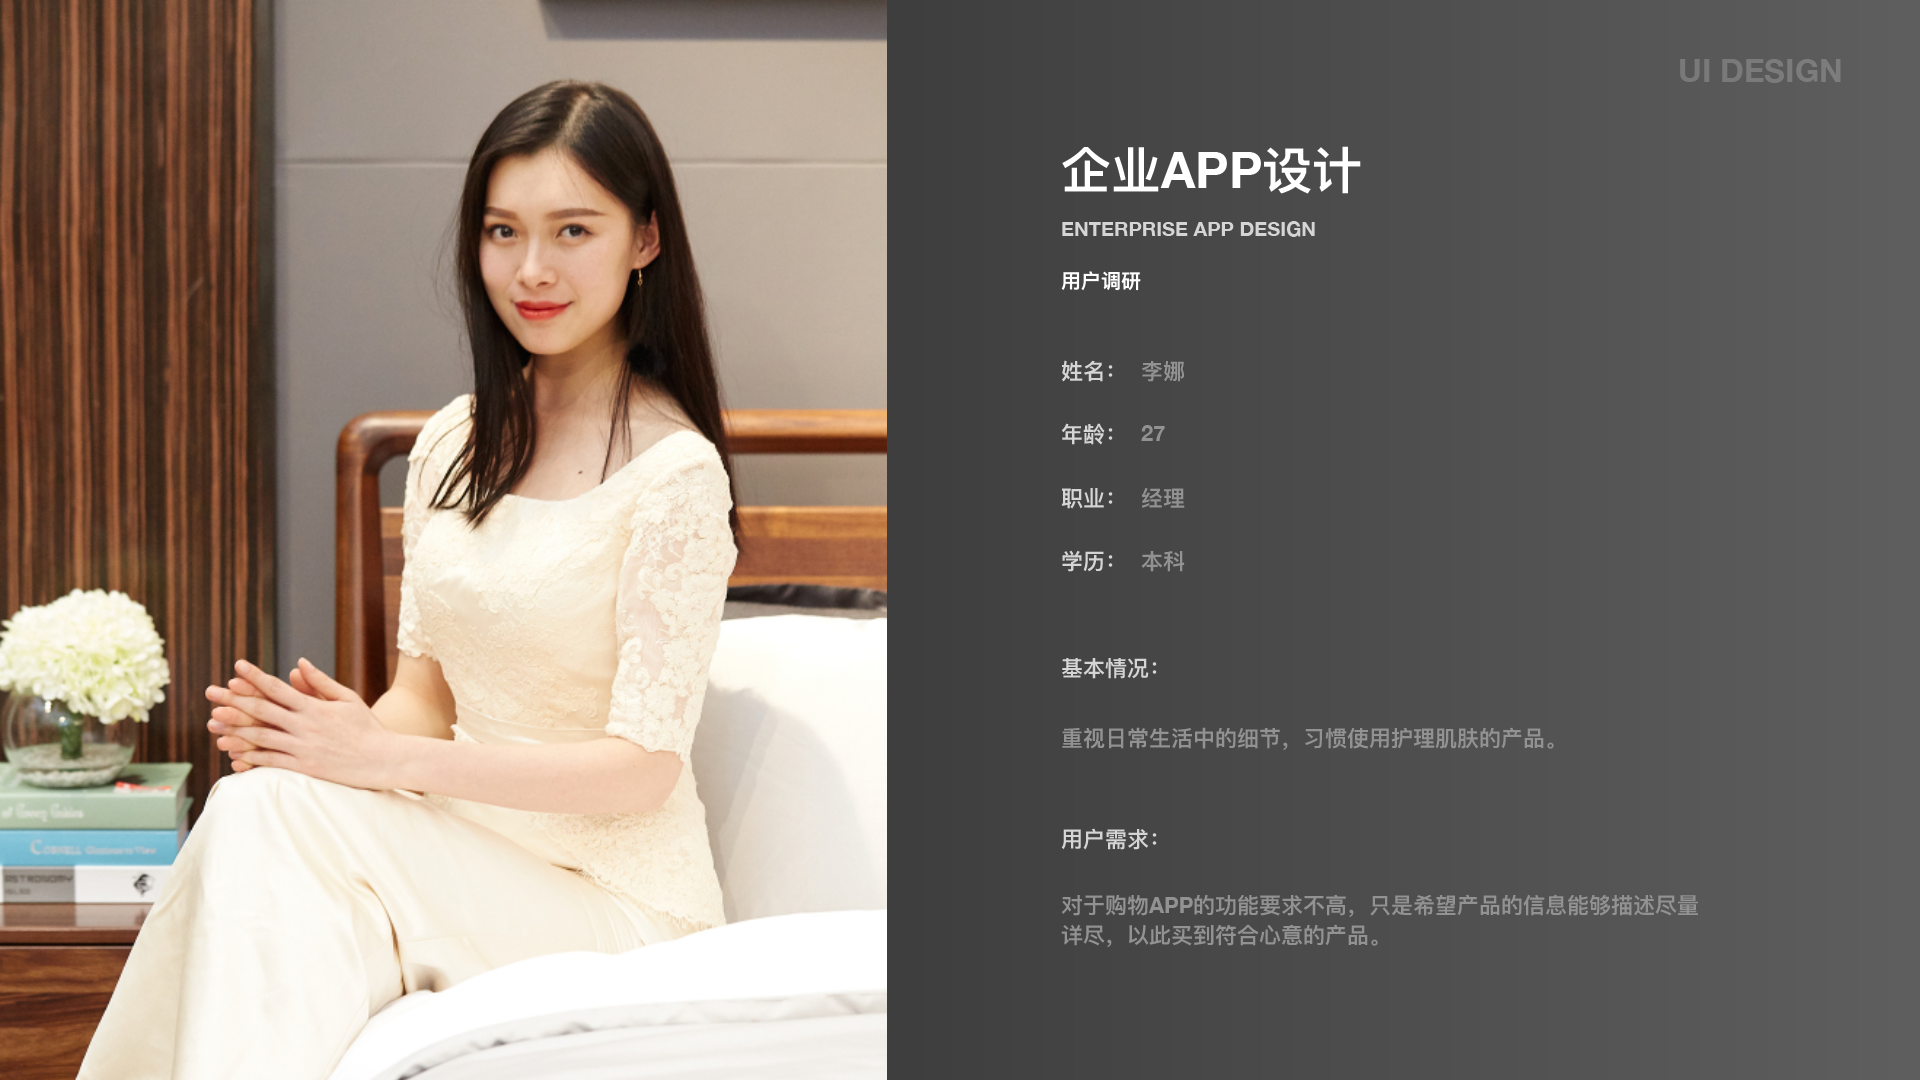 UI DESIGN
企业APP设计
ENTERPRISE APP DESIGN
用户调研
姓名： 李娜
年龄： 27
职业： 经理
学历： 本科
基本情况：
重视日常生活中的细节，习惯使用护理肌肤的产品。
用户需求：
对于购物APP的功能要求不高，只是希望产品的信息能够描述尽量
详尽，以此买到符合心意的产品。
CORNELL